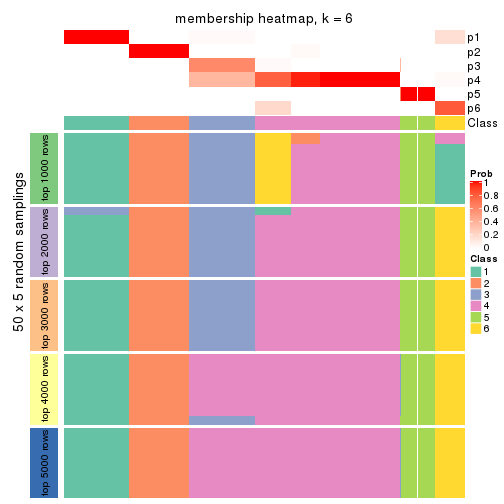 membership heatmap, k = 6
p1
p2
p3
p4
p5
p6
Class
50 x 5 random samplings
top 1000 rows
top 2000 rows
top 3000 rows
top 4000 rows
top 5000 rows
Prob
1
0.8
0.6
0.4
0.2
0
Class
1
2
3
4
5
6